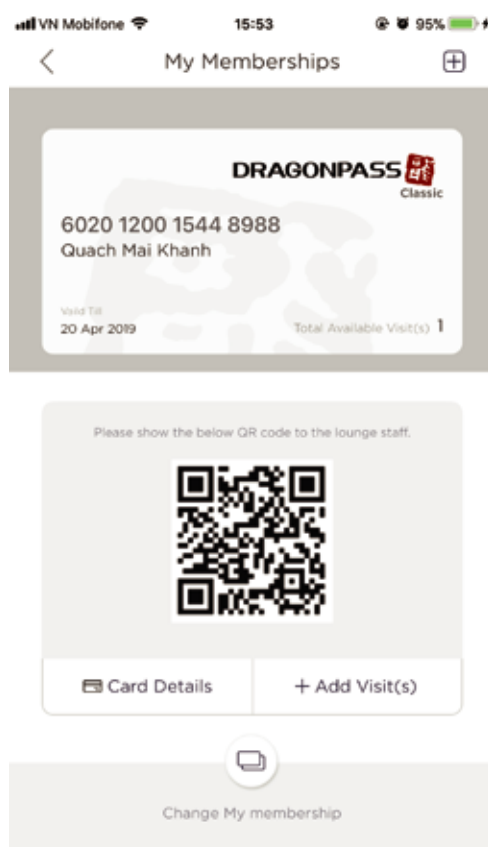 VN Mobifone 15:53 95%
My Memberships
DRAGONPASS
Classic
6020 1200 1544 8988
Quach Mai Khanh
Valid Till
20 Apr 2019 Total Available Visit(s) 1
Please show the below QR code to the lounge staff.
Card Details + Add Visit(s)
Change My membership